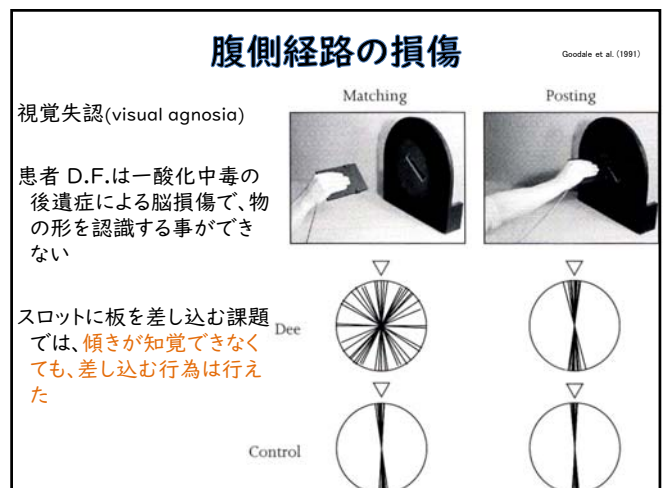 腹側経路の損傷
Goodale et al. (1991)
視覚失認(visual agnosia)
患者 D.F.は一酸化中毒の
後遺症による脳損傷で、物
の形を認識する事ができ
ない
スロットに板を差し込む課題
では、傾きが知覚できなく
ても、差し込む行為は行え
た
Matching
Posting
Dee
Control